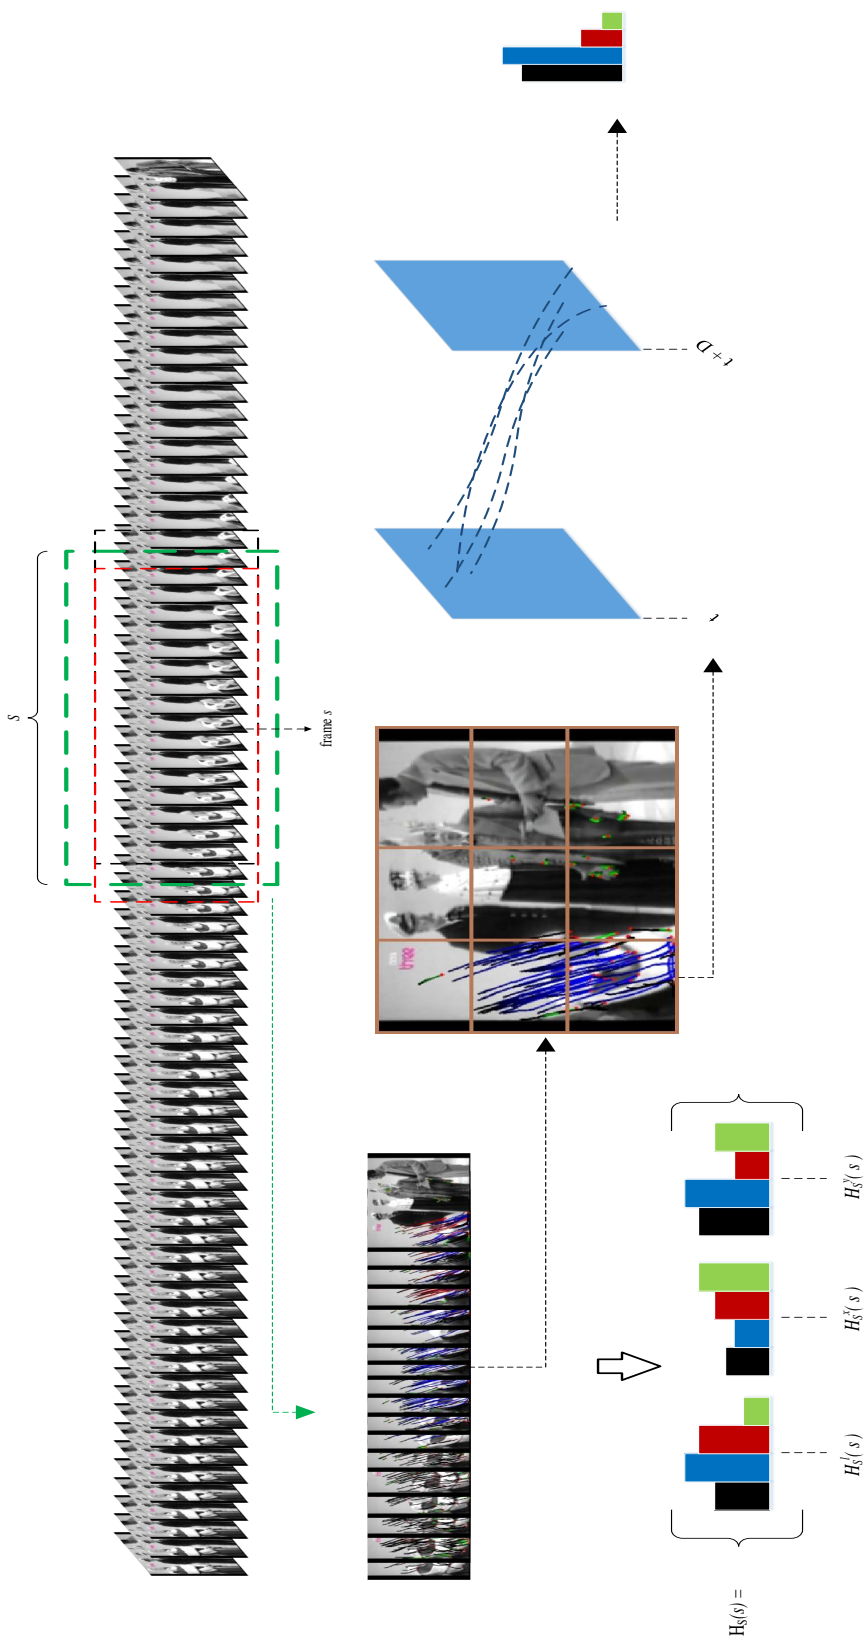 S
frame s
t
t + D
H_S(s) =
H_S^I(s)
H_S^x(s)
H_S^y(s)